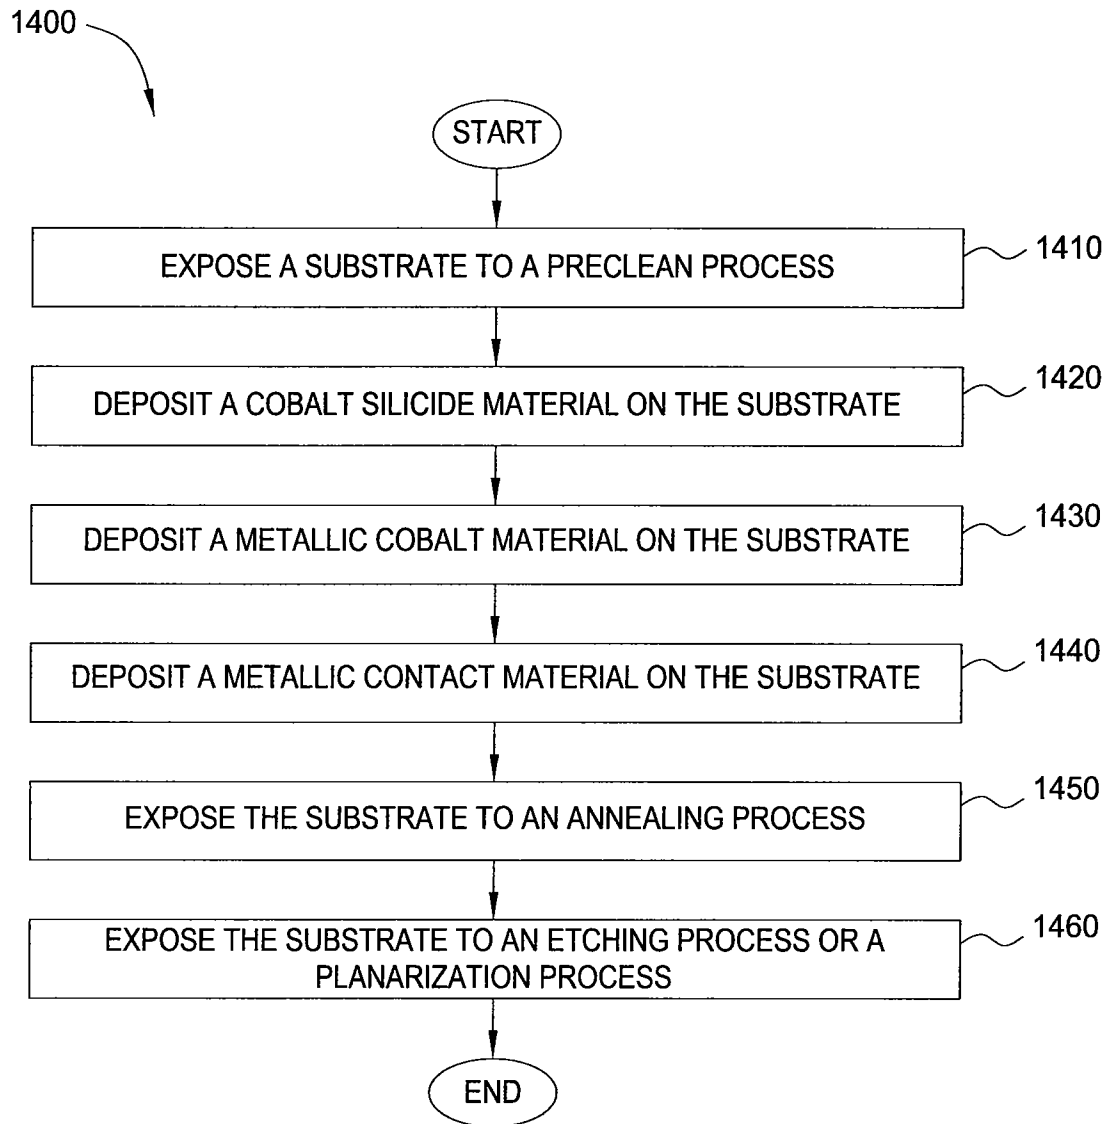 1400
START
EXPOSE A SUBSTRATE TO A PRECLEAN PROCESS
1410
DEPOSIT A COBALT SILICIDE MATERIAL ON THE SUBSTRATE
1420
DEPOSIT A METALLIC COBALT MATERIAL ON THE SUBSTRATE
1430
DEPOSIT A METALLIC CONTACT MATERIAL ON THE SUBSTRATE
1440
EXPOSE THE SUBSTRATE TO AN ANNEALING PROCESS
1450
EXPOSE THE SUBSTRATE TO AN ETCHING PROCESS OR A
PLANARIZATION PROCESS
1460
END